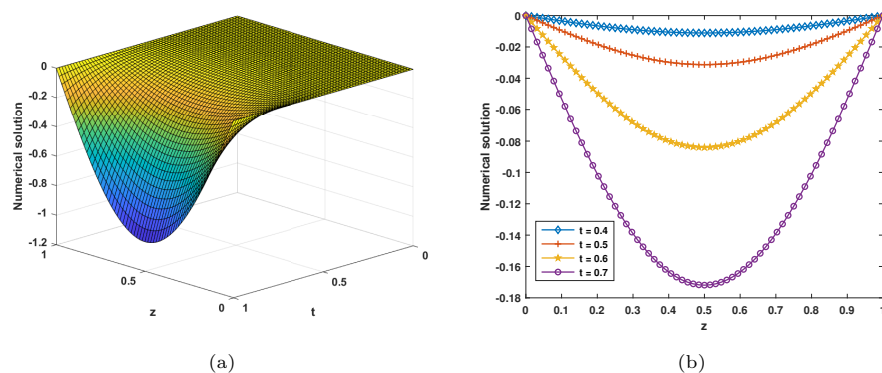 0
-0.2
-0.4
-0.6
-0.8
-1
-1.2
Numerical solution
1
0.5
0
z
1
0.5
0
t
(a)
0
-0.02
-0.04
-0.06
-0.08
-0.1
-0.12
-0.14
-0.16
-0.18
Numerical solution
t = 0.4
t = 0.5
t = 0.6
t = 0.7
0 0.1 0.2 0.3 0.4 0.5 0.6 0.7 0.8 0.9 1
z
(b)